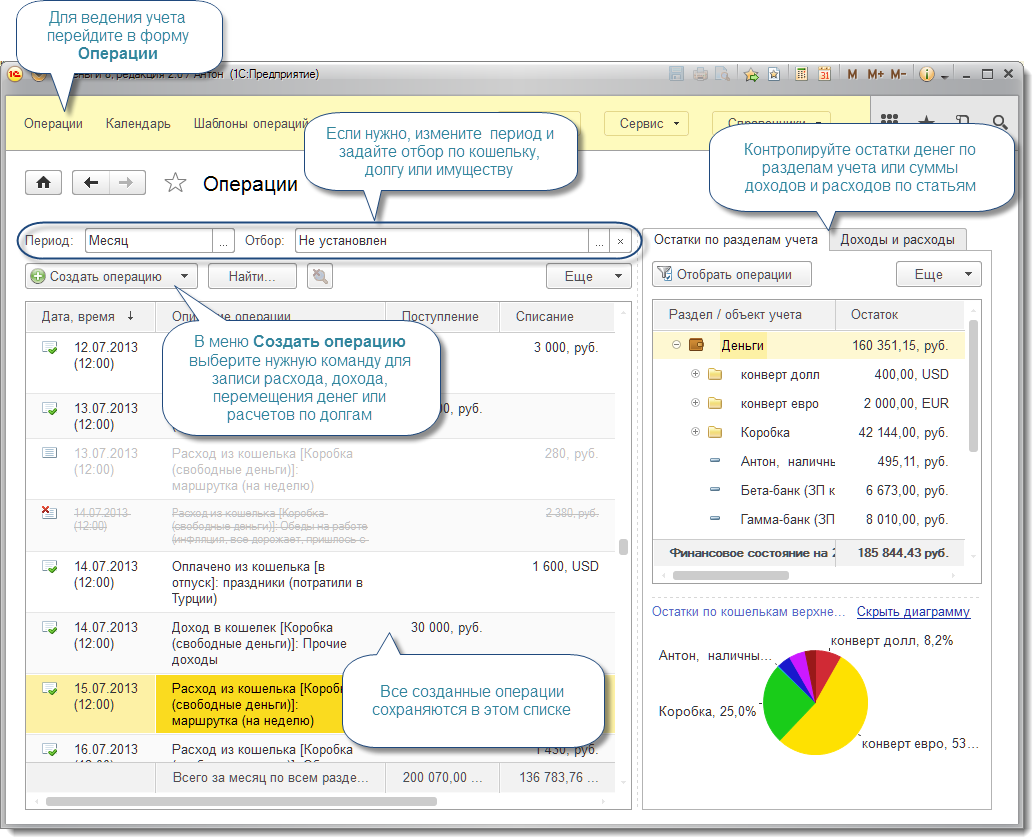 Для ведения учета
перейдите в форму
Операции
еньги 8, редакция 2.0 / Антон (1С:Предприятие)
M M+ M-
Операции Календарь Шаблоны операций Сервис Справочники
Если нужно, измените период и
задайте отбор по кошельку,
долгу или имуществу
Контролируйте остатки денег по
разделам учета или суммы
доходов и расходов по статьям
Операции
Период: Месяц ... Отбор: Не установлен ... ×
Остатки по разделам учета Доходы и расходы
Создать операцию Найти... Еще
Отобрать операции Еще
Дата, время ↓ Описание операции Поступление Списание
Раздел / объект учета Остаток
В меню Создать операцию
выберите нужную команду для
записи расхода, дохода,
перемещения денег или
расчетов по долгам
12.07.2013 3 000, руб.
(12:00)
13.07.2013 00, руб.
(12:00)
13.07.2013 Расход из кошелька [Коробка 280, руб.
(12:00) (свободные деньги)]:
маршрутка (на неделю)
14.07.2013 Расход из кошелька [Коробка 2 380, руб.
(12:00) (свободные деньги)]: Обеды на работе
(инфляция, все дорожает, пришлось с
14.07.2013 Оплачено из кошелька [в 1 600, USD
(12:00) отпуск]: праздники (потратили в
Турции)
14.07.2013 Доход в кошелек [Коробка 30 000, руб.
(12:00) (свободные деньги)]: Прочие
доходы
15.07.2013 Расход из кошелька [Короб
(12:00) (свободные деньги)]:
маршрутка (на неделю)
16.07.2013 Расход из кошелька [Коробка 1 430, руб.
(12:00) (свободные деньги)]: Об
Всего за месяц по всем разде... 200 070,00 ... 136 783,76 ...
Все созданные операции
сохраняются в этом списке
Деньги 160 351,15, руб.
конверт долл 400,00, USD
конверт евро 2 000,00, EUR
Коробка 42 144,00, руб.
Антон, наличнь 495,11, руб.
Бета-банк (ЗП к 6 673,00, руб.
Гамма-банк (ЗП 8 010,00, руб.
Финансовое состояние на 2 185 844,43 руб.
Остатки по кошелькам верхне... Скрыть диаграмму
конверт долл, 8,2%
Антон, наличны...
Коробка, 25,0%
конверт евро, 53...